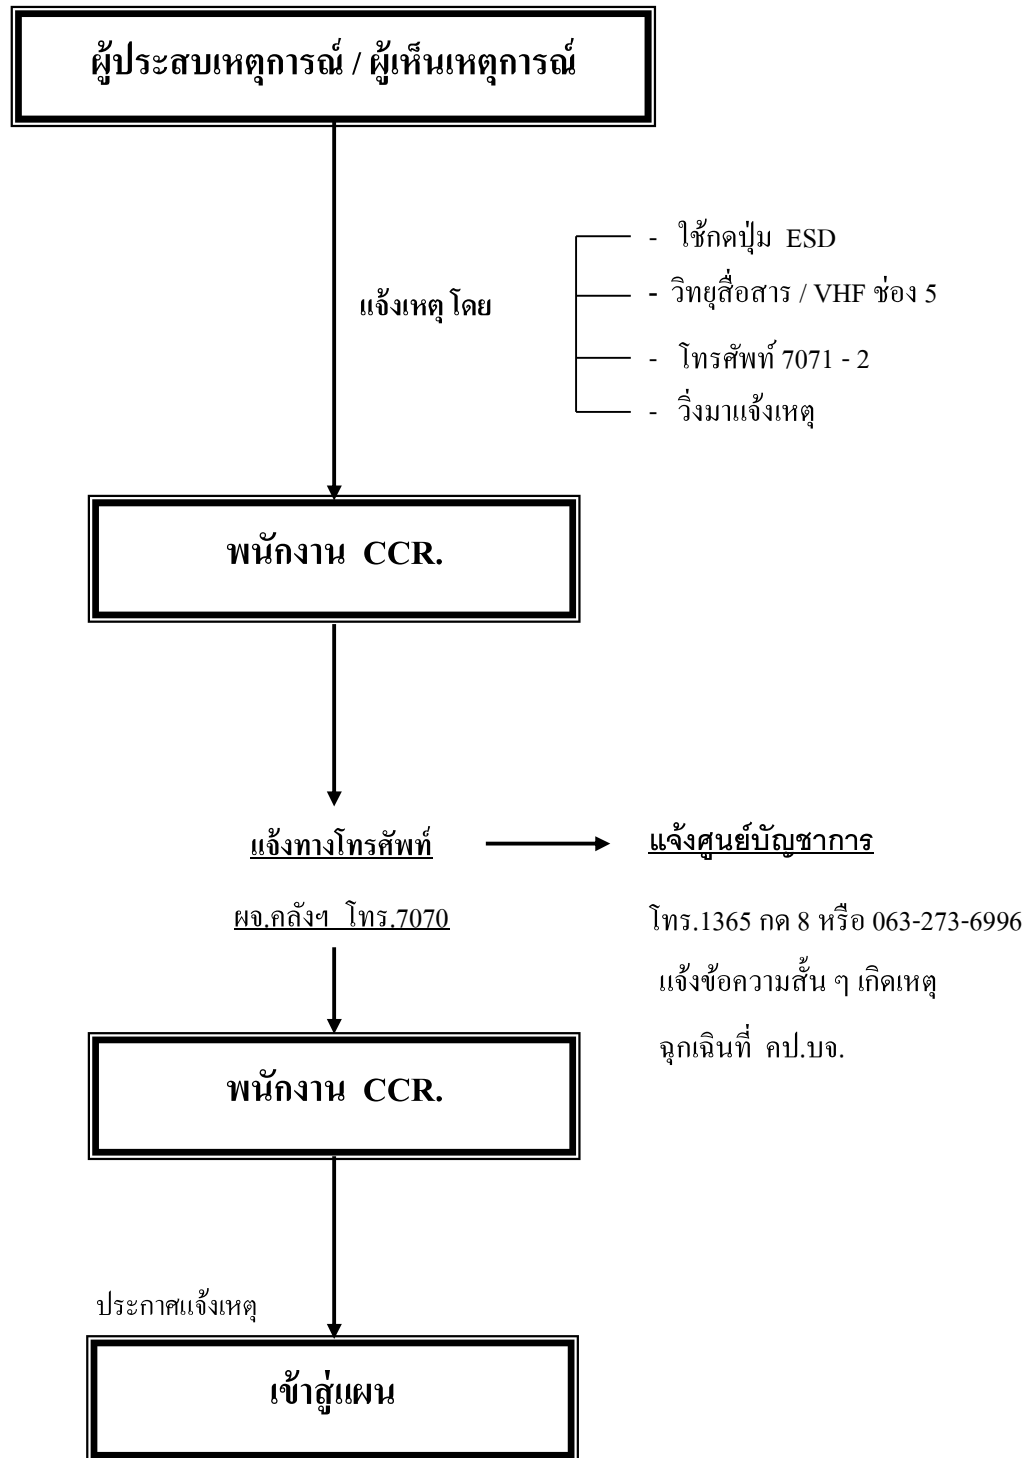 ผู้ประสบเหตุการณ์ / ผู้เห็นเหตุการณ์
แจ้งเหตุ โดย
- ใช้กดปุ่ม ESD
- วิทยุสื่อสาร / VHF ช่อง 5
- โทรศัพท์ 7071 - 2
- วิ่งมาแจ้งเหตุ
พนักงาน CCR.
แจ้งทางโทรศัพท์
ผจ.คลังฯ โทร.7070
แจ้งศูนย์บัญชาการ
โทร.1365 กด 8 หรือ 063-273-6996
แจ้งข้อความสั้น ๆ เกิดเหตุ
ฉุกเฉินที่ คป.บจ.
พนักงาน CCR.
ประกาศแจ้งเหตุ
เข้าสู่แผน